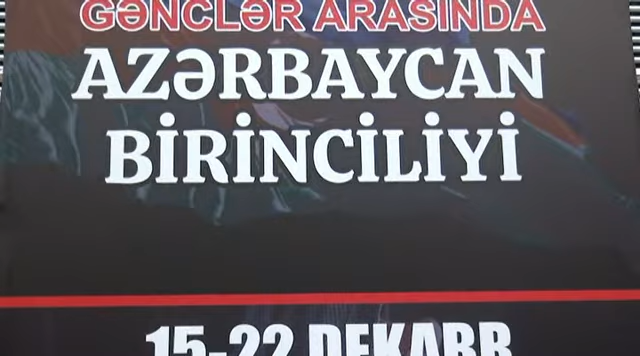 GƏNCLƏR ARASINDA
AZƏRBAYCAN
BİRİNCİLİYİ
15-22 DEKABR